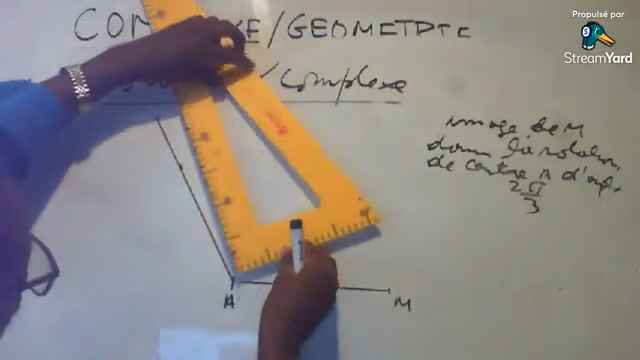 /GEOMETRIE
/complexe
image de M
dans la rotation
de centre A d'angle
2π
3
A
M
Propulsé par
StreamYard